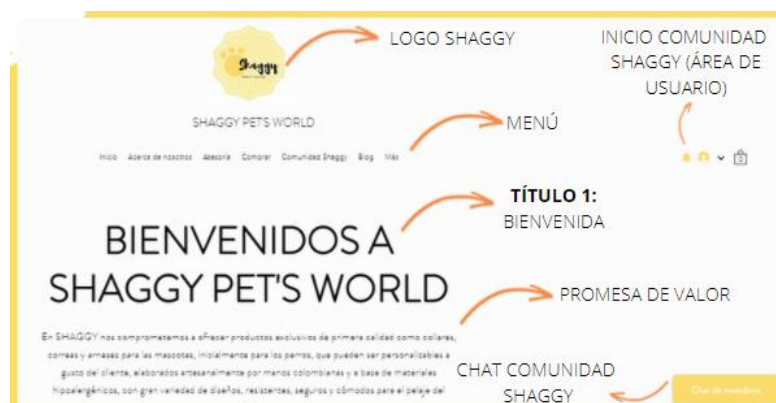 Shaggy
LOGO SHAGGY
INICIO COMUNIDAD
SHAGGY (ÁREA DE
USUARIO)
SHAGGY PET'S WORLD
MENÚ
Inicio Acerca de nosotros Asesoría Comprar Comunidad Shaggy Blog Más
0
TÍTULO 1:
BIENVENIDA
BIENVENIDOS A
SHAGGY PET'S WORLD
PROMESA DE VALOR
En SHAGGY nos comprometemos a ofrecer productos exclusivos de primera calidad como collares,
correas y arneses para las mascotas, inicialmente para los perros, que pueden ser personalizables a
gusto del cliente, elaborados artesanalmente por manos colombianas y a base de materiales
hipoalergénicos, con gran variedad de diseños, resistentes, seguros y cómodos para el pelaje del
CHAT COMUNIDAD
SHAGGY
Chat de miembros